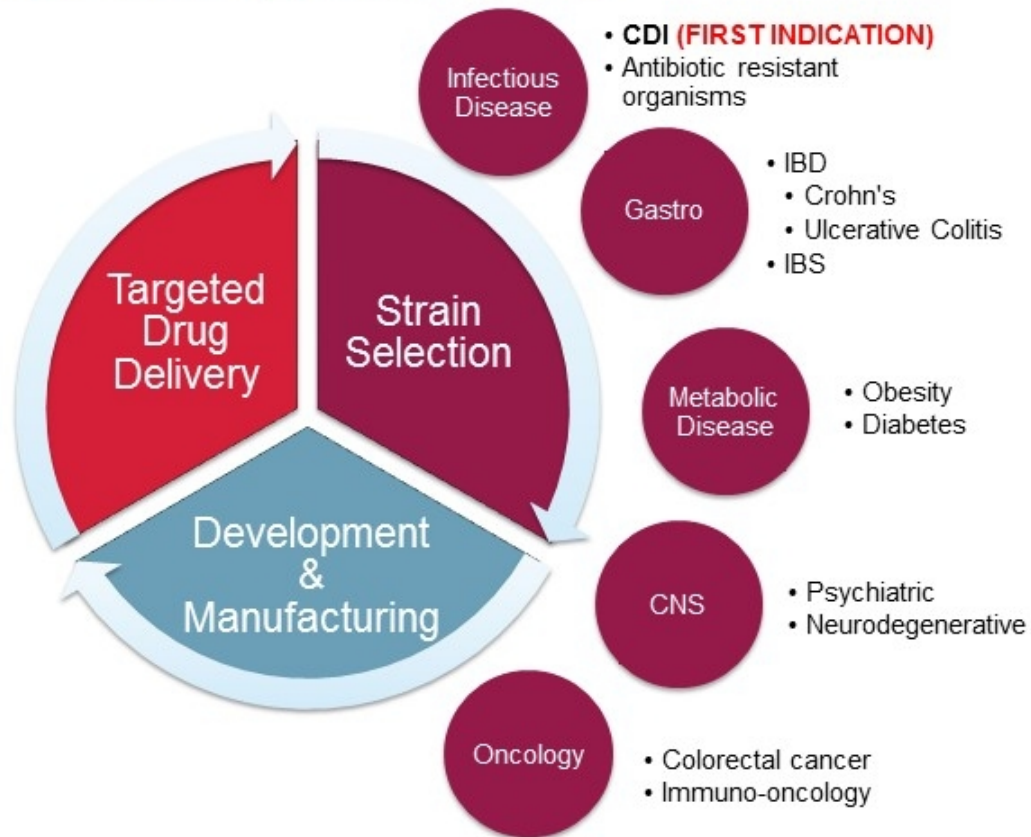 Targeted
Drug
Delivery
Strain
Selection
Development
&
Manufacturing
Infectious
Disease
• CDI (FIRST INDICATION)
• Antibiotic resistant
organisms
Gastro
• IBD
• Crohn's
• Ulcerative Colitis
• IBS
Metabolic
Disease
• Obesity
• Diabetes
CNS
• Psychiatric
• Neurodegenerative
Oncology
• Colorectal cancer
• Immuno-oncology